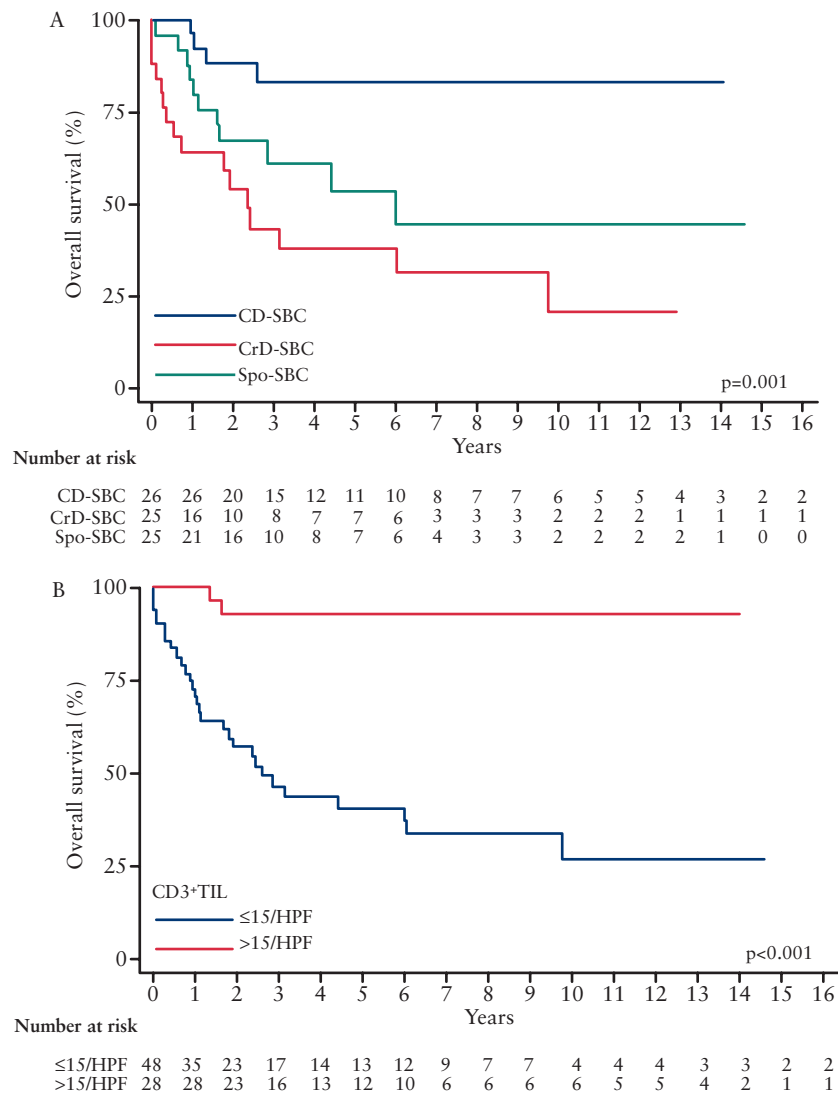 A
100
75
50
25
0
Overall survival (%)
CD-SBC
CrD-SBC
Spo-SBC
p=0.001
0 1 2 3 4 5 6 7 8 9 10 11 12 13 14 15 16
Years
Number at risk
CD-SBC 26 26 20 15 12 11 10 8 7 7 6 5 5 4 3 2 2
CrD-SBC 25 16 10 8 7 7 6 3 3 3 2 2 2 1 1 1 1
Spo-SBC 25 21 16 10 8 7 6 4 3 3 2 2 2 2 1 0 0
B
100
75
50
25
0
Overall survival (%)
CD3⁺TIL
≤15/HPF
>15/HPF
p<0.001
0 1 2 3 4 5 6 7 8 9 10 11 12 13 14 15 16
Years
Number at risk
≤15/HPF 48 35 23 17 14 13 12 9 7 7 4 4 4 3 3 2 2
>15/HPF 28 28 23 16 13 12 10 6 6 6 6 5 5 4 2 1 1